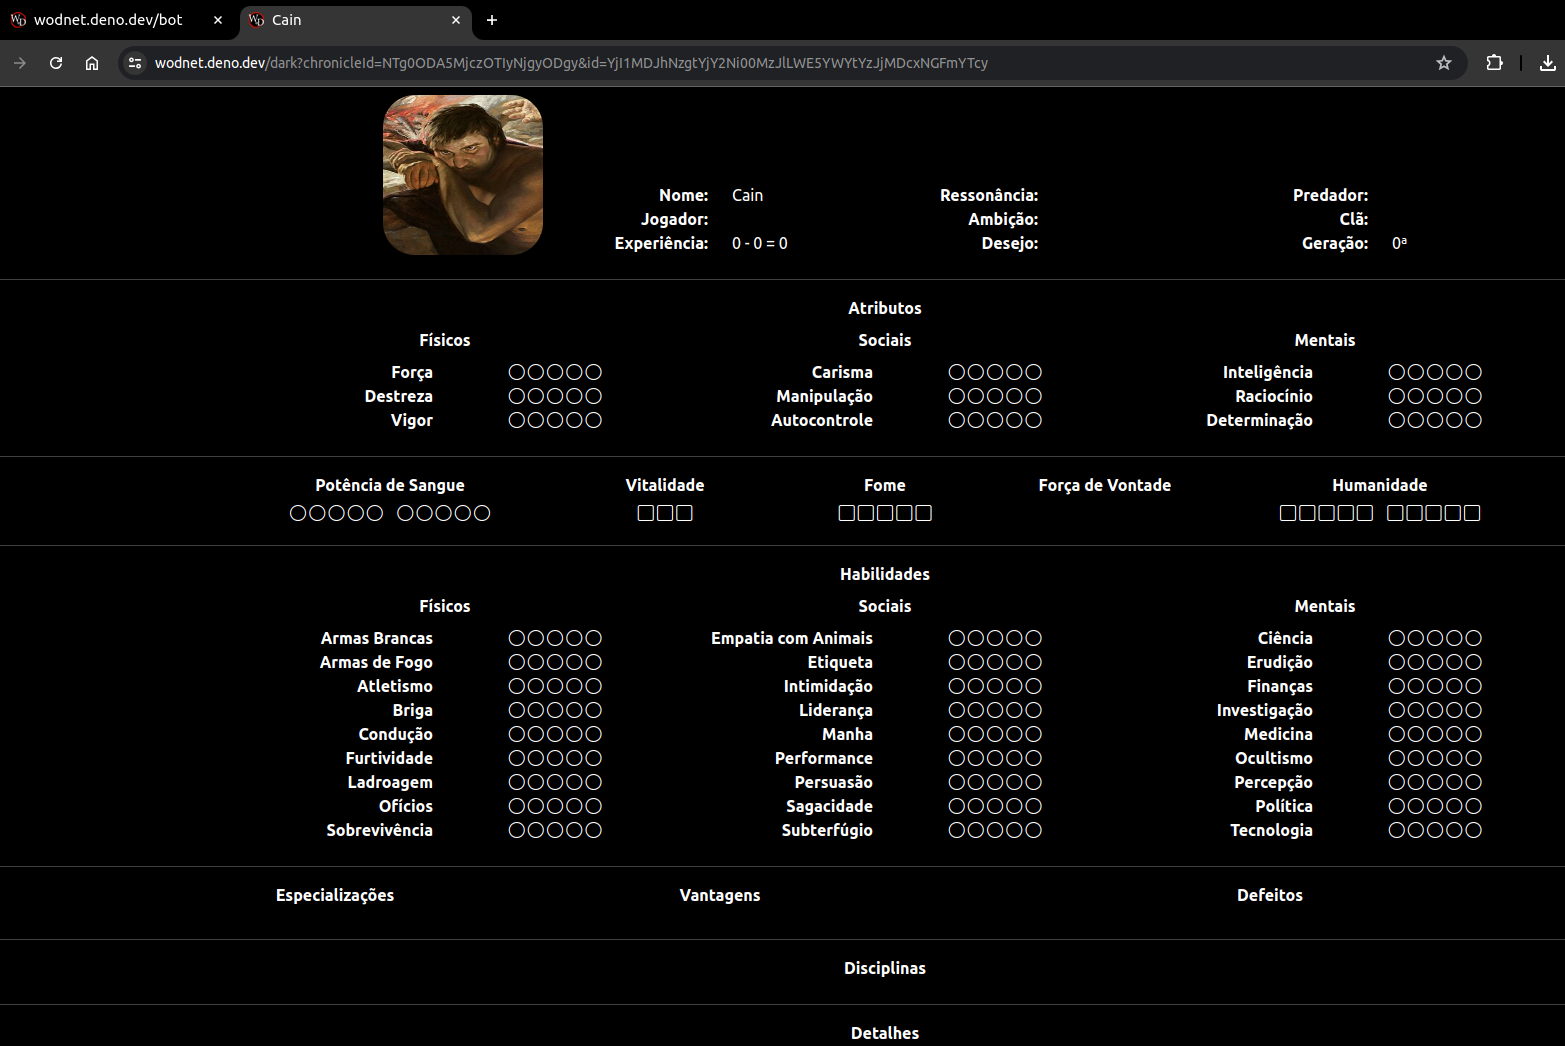 wodnet.deno.dev/bot
Cain
wodnet.deno.dev/dark?chronicleId=NTg0ODA5MjczOTIyNjgyODgy&id=YjI1MDJhNzgtYjY2Ni00MzJlLWE5YWYtYzJjMDcxNGFmYTcy
Nome: Cain Ressonância: Predador:
Jogador: Ambição: Clã:
Experiência: 0 - 0 = 0 Desejo: Geração: 0ª
Atributos
Físicos Sociais Mentais
Força Carisma Inteligência
Destreza Manipulação Raciocínio
Vigor Autocontrole Determinação
Potência de Sangue Vitalidade Fome Força de Vontade Humanidade
Habilidades
Físicos Sociais Mentais
Armas Brancas Empatia com Animais Ciência
Armas de Fogo Etiqueta Erudição
Atletismo Intimidação Finanças
Briga Liderança Investigação
Condução Manha Medicina
Furtividade Performance Ocultismo
Ladroagem Persuasão Percepção
Ofícios Sagacidade Política
Sobrevivência Subterfúgio Tecnologia
Especializações Vantagens Defeitos
Disciplinas
Detalhes